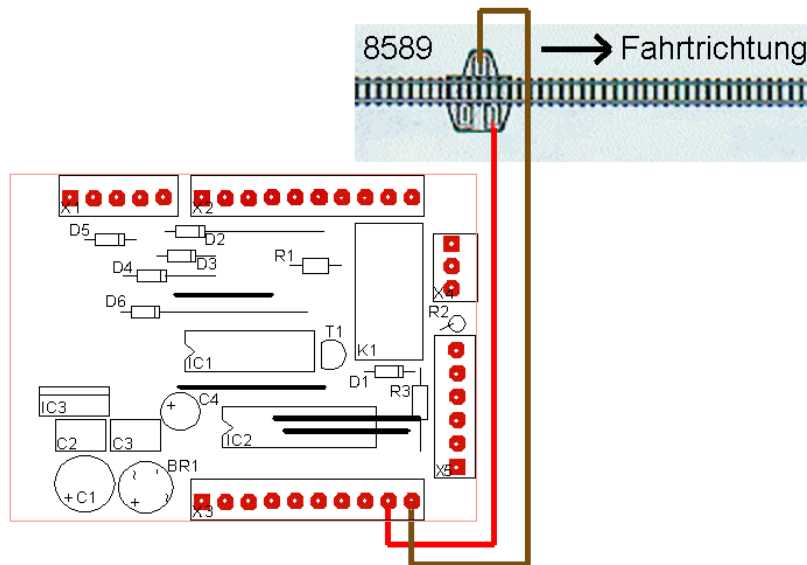 8589 Fahrtrichtung
X1 X2
D5 D2
D4 D3 R1
X4
D6 R2
T1
IC1 K1
D1 R3
IC3 + C4
C2 C3 IC2
BR1 X5
+ C1 ~ ~ +
X3